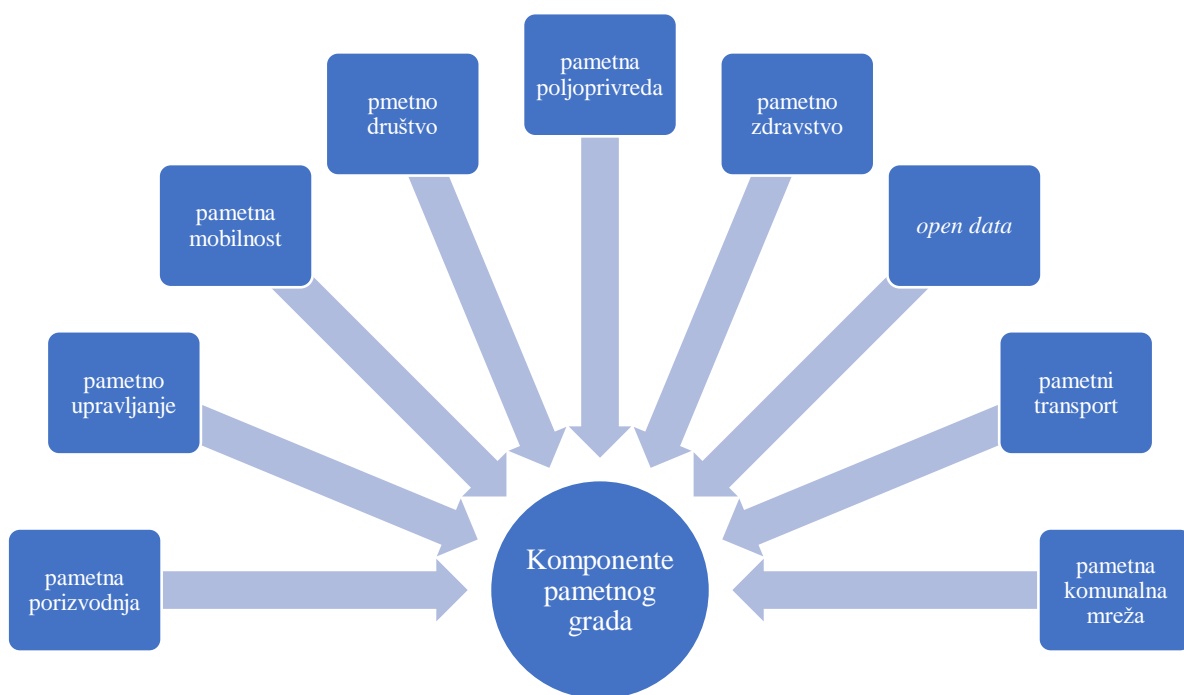 pametna
porizvodnja
pametno
upravljanje
pametna
mobilnost
pmetno
društvo
pametna
poljoprivreda
pametno
zdravstvo
open data
pametni
transport
pametna
komunalna
mreža
Komponente
pametnog
grada